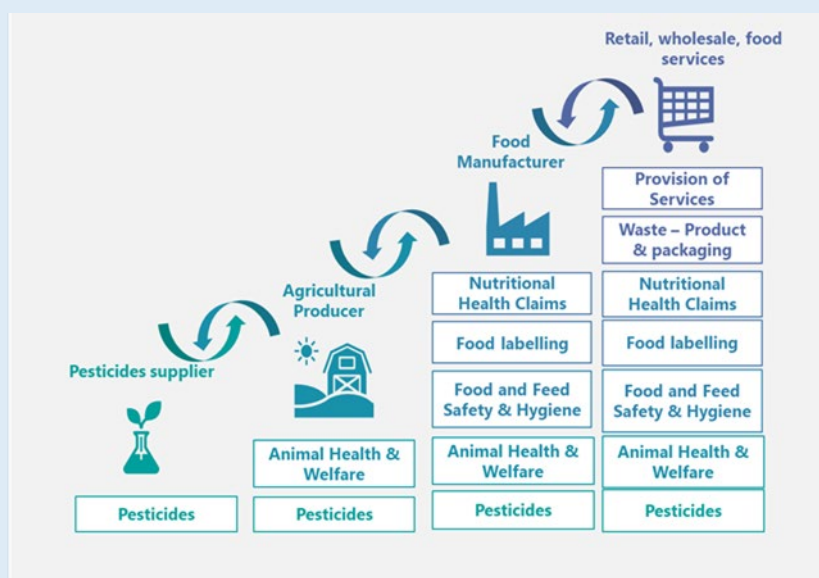 Retail, wholesale, food
services
Food
Manufacturer
Provision of
Services
Waste – Product
& packaging
Agricultural
Producer
Nutritional
Health Claims
Nutritional
Health Claims
Food labelling
Food labelling
Pesticides supplier
Food and Feed
Safety & Hygiene
Food and Feed
Safety & Hygiene
Animal Health &
Welfare
Animal Health &
Welfare
Animal Health &
Welfare
Pesticides
Pesticides
Pesticides
Pesticides